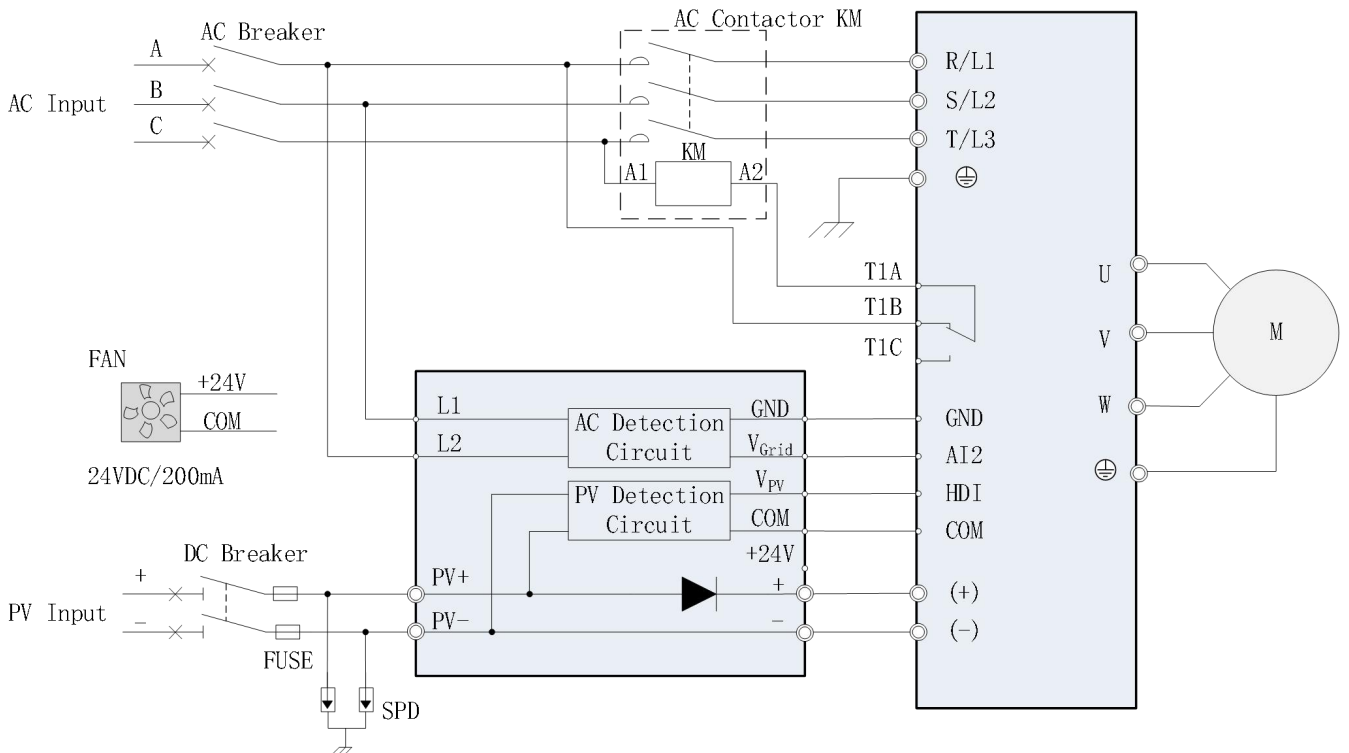 AC Contactor KM
AC Breaker
A
B
C
AC Input
KM
A1
A2
R/L1
S/L2
T/L3
T1A
T1B
T1C
U
V
W
M
FAN
+24V
COM
24VDC/200mA
L1
L2
AC Detection
Circuit
GND
VGrid
PV Detection
Circuit
VPV
COM
+24V
GND
AI2
HDI
COM
DC Breaker
+
PV Input
-
FUSE
SPD
PV+
PV-
+
-
(+)
(-)